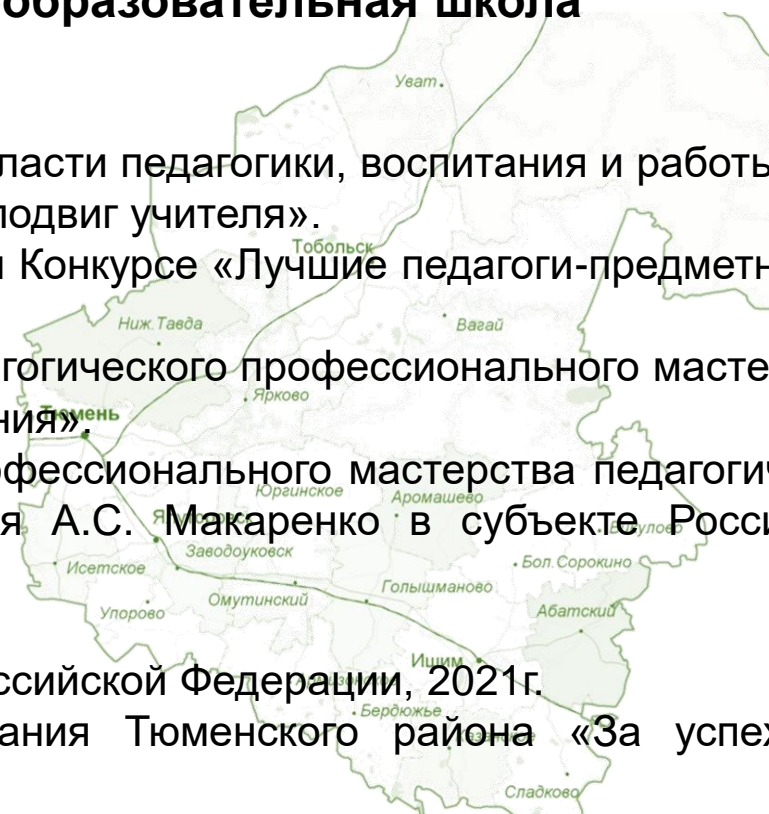 образовательная школа
Уват
ласти педагогики, воспитания и работы
подвиг учителя».
Тобольск
Конкурсе «Лучшие педагоги-предметн
Ниж.Тавда
Вагай
гогического профессионального масте
Ярково
Тюмень
ния».
фессионального мастерства педагогич
Юргинское
Аромашево
я А.С. Макаренко в субъекте Росси
Заводоуковск
Бол.Сорокино
Исетское
Голышманово
Омутинский
Упорово
Абатский
Ишим
ссийской Федерации, 2021г.
Бердюжье
ания Тюменского района «За успех
Сладково